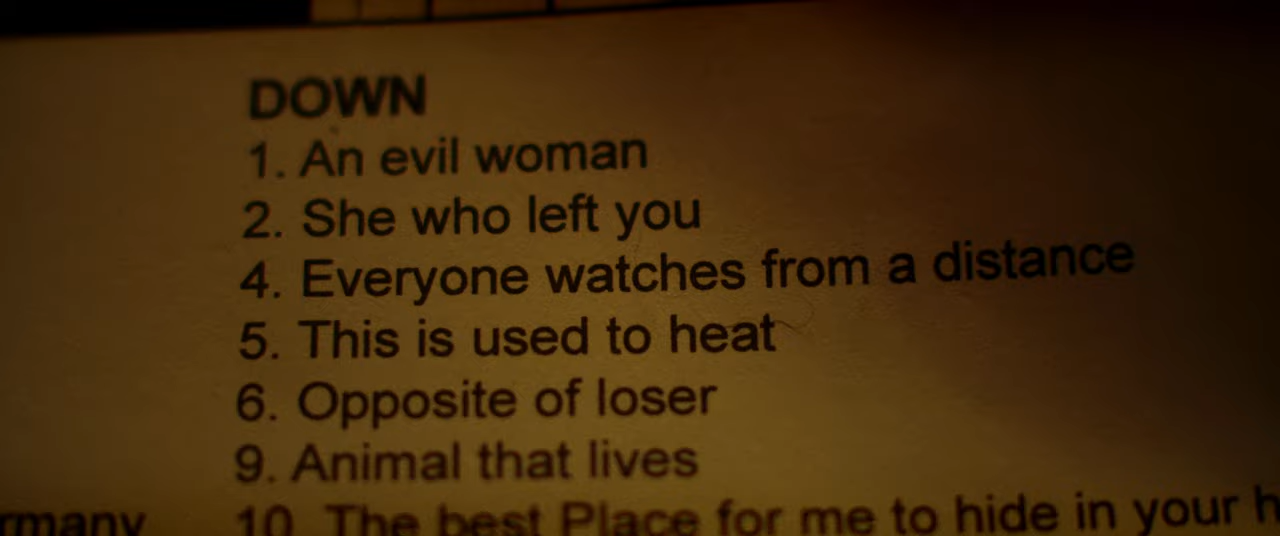 DOWN
1. An evil woman
2. She who left you
4. Everyone watches from a distance
5. This is used to heat
6. Opposite of loser
9. Animal that lives
rmany
10. The best Place for me to hide in your h